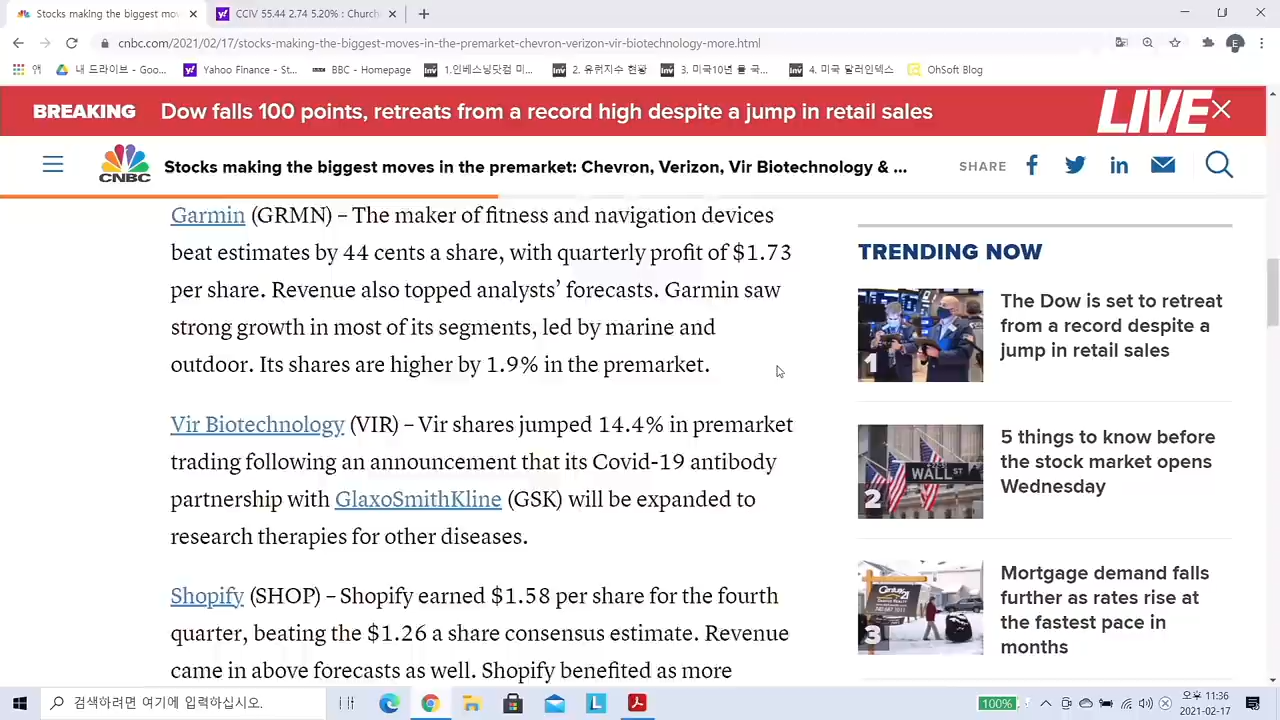 Stocks making the biggest mov
CCIV 55.44 2.74 5.20% : Church
cnbc.com/2021/02/17/stocks-making-the-biggest-moves-in-the-premarket-chevron-verizon-vir-biotechnology-more.html
앱
내 드라이브 - Goo...
Yahoo Finance - St...
BBC - Homepage
1.인베스닝닷컴 미...
2. 유뤼지수 현황
3. 미국10년 률 국...
4. 미국 달러인덱스
OhSoft Blog
BREAKING Dow falls 100 points, retreats from a record high despite a jump in retail sales LIVE
CNBC
Stocks making the biggest moves in the premarket: Chevron, Verizon, Vir Biotechnology & ...
SHARE
Garmin (GRMN) – The maker of fitness and navigation devices
beat estimates by 44 cents a share, with quarterly profit of $1.73
per share. Revenue also topped analysts’ forecasts. Garmin saw
strong growth in most of its segments, led by marine and
outdoor. Its shares are higher by 1.9% in the premarket.
Vir Biotechnology (VIR) – Vir shares jumped 14.4% in premarket
trading following an announcement that its Covid-19 antibody
partnership with GlaxoSmithKline (GSK) will be expanded to
research therapies for other diseases.
Shopify (SHOP) – Shopify earned $1.58 per share for the fourth
quarter, beating the $1.26 a share consensus estimate. Revenue
came in above forecasts as well. Shopify benefited as more
TRENDING NOW
1
The Dow is set to retreat
from a record despite a
jump in retail sales
WALL ST
2
5 things to know before
the stock market opens
Wednesday
Century 21
3
Mortgage demand falls
further as rates rise at
the fastest pace in
months
검색하려면 여기에 입력하십시오.
100%
오후 11:36
2021-02-17